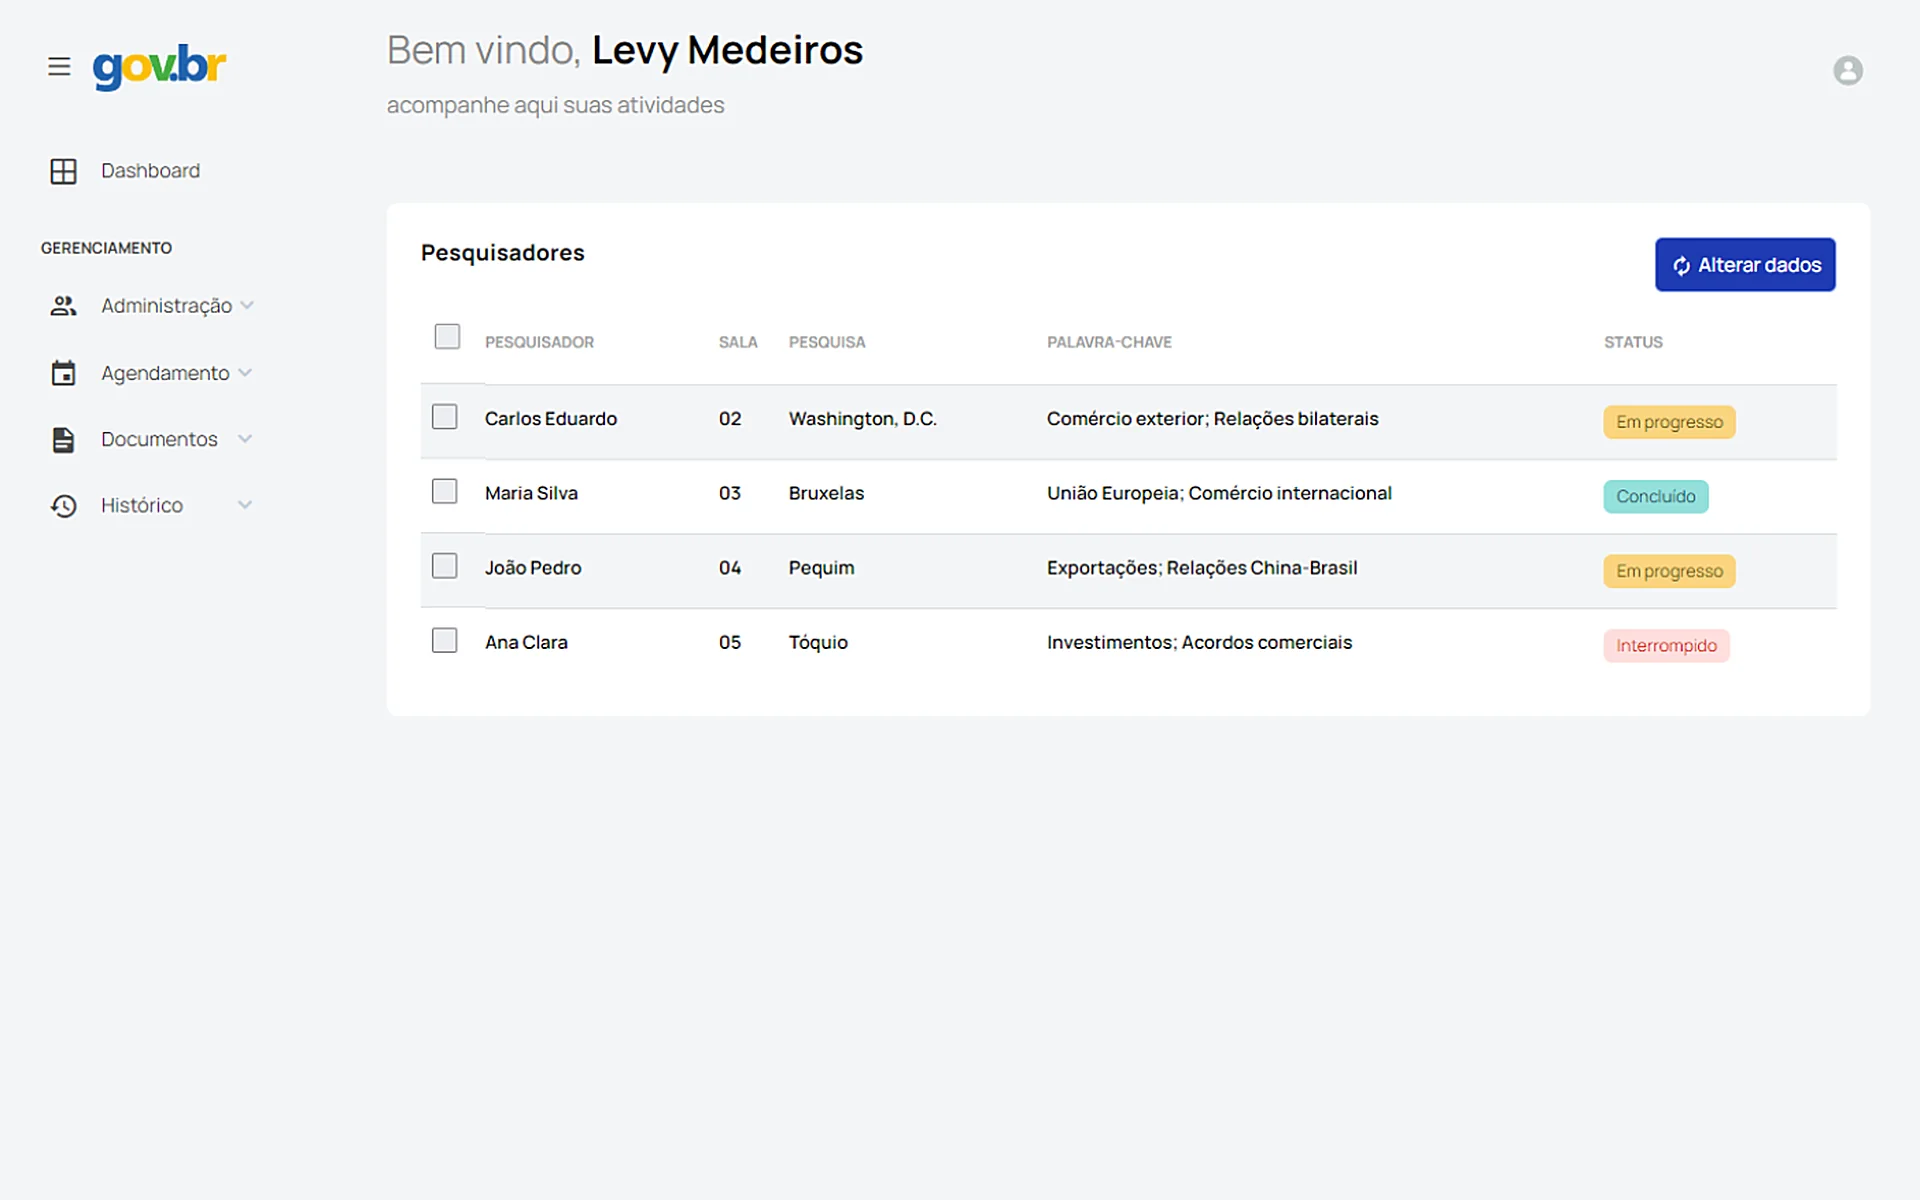 gov.br
Bem vindo, Levy Medeiros
acompanhe aqui suas atividades
Dashboard
GERENCIAMENTO
Administração
Agendamento
Documentos
Histórico
Pesquisadores
Alterar dados
PESQUISADOR SALA PESQUISA PALAVRA-CHAVE STATUS
Carlos Eduardo 02 Washington, D.C. Comércio exterior; Relações bilaterais Em progresso
Maria Silva 03 Bruxelas União Europeia; Comércio internacional Concluído
João Pedro 04 Pequim Exportações; Relações China-Brasil Em progresso
Ana Clara 05 Tóquio Investimentos; Acordos comerciais Interrompido